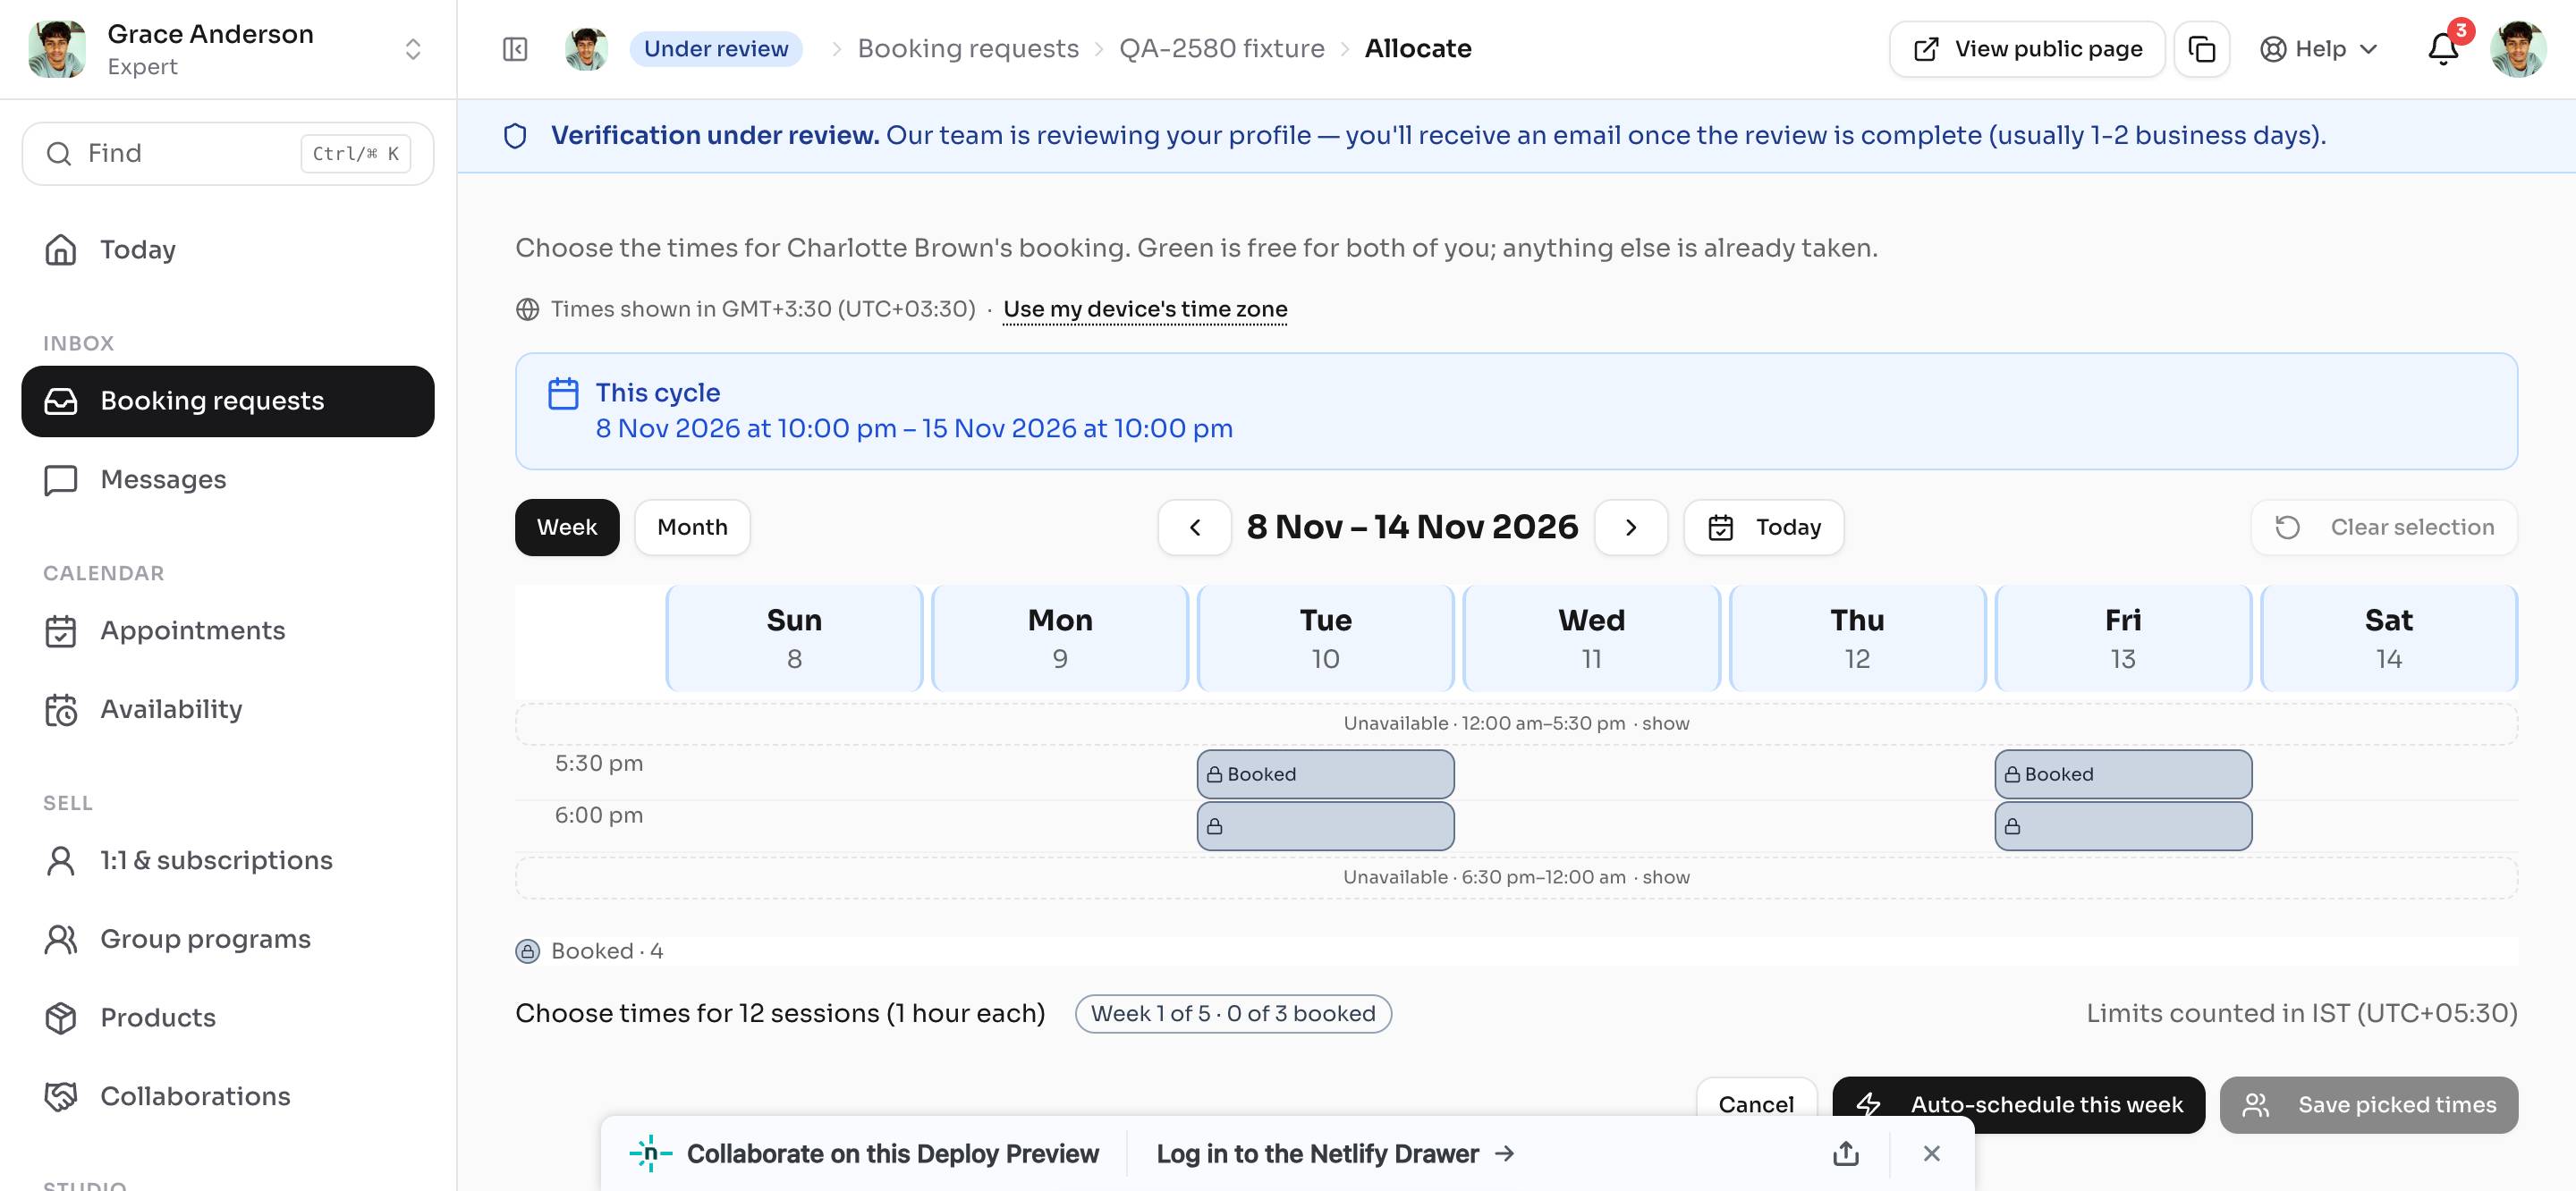 Grace Anderson
Expert
Find
Ctrl/⌘ K
Today
INBOX
Booking requests
Messages
CALENDAR
Appointments
Availability
SELL
1:1 & subscriptions
Group programs
Products
Collaborations
Under review
Booking requests
QA-2580 fixture
Allocate
View public page
Help
3
Verification under review. Our team is reviewing your profile — you'll receive an email once the review is complete (usually 1-2 business days).
Choose the times for Charlotte Brown's booking. Green is free for both of you; anything else is already taken.
Times shown in GMT+3:30 (UTC+03:30) · Use my device's time zone
This cycle
8 Nov 2026 at 10:00 pm – 15 Nov 2026 at 10:00 pm
Week
Month
8 Nov – 14 Nov 2026
Today
Clear selection
Sun
8
Mon
9
Tue
10
Wed
11
Thu
12
Fri
13
Sat
14
Unavailable · 12:00 am–5:30 pm · show
5:30 pm
Booked
Booked
6:00 pm
Unavailable · 6:30 pm–12:00 am · show
Booked · 4
Choose times for 12 sessions (1 hour each)
Week 1 of 5 · 0 of 3 booked
Limits counted in IST (UTC+05:30)
Cancel
Auto-schedule this week
Save picked times
Collaborate on this Deploy Preview
Log in to the Netlify Drawer →